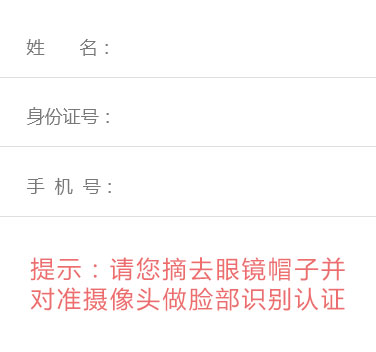 姓 名：
身份证号：
手 机 号：
提示：请您摘去眼镜帽子并
对准摄像头做脸部识别认证